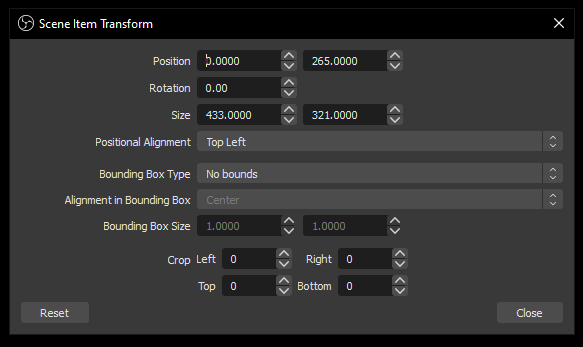 Scene Item Transform
Position 0.0000 265.0000
Rotation 0.00
Size 433.0000 321.0000
Positional Alignment Top Left
Bounding Box Type No bounds
Alignment in Bounding Box Center
Bounding Box Size 1.0000 1.0000
Crop Left 0 Right 0
Top 0 Bottom 0
Reset Close